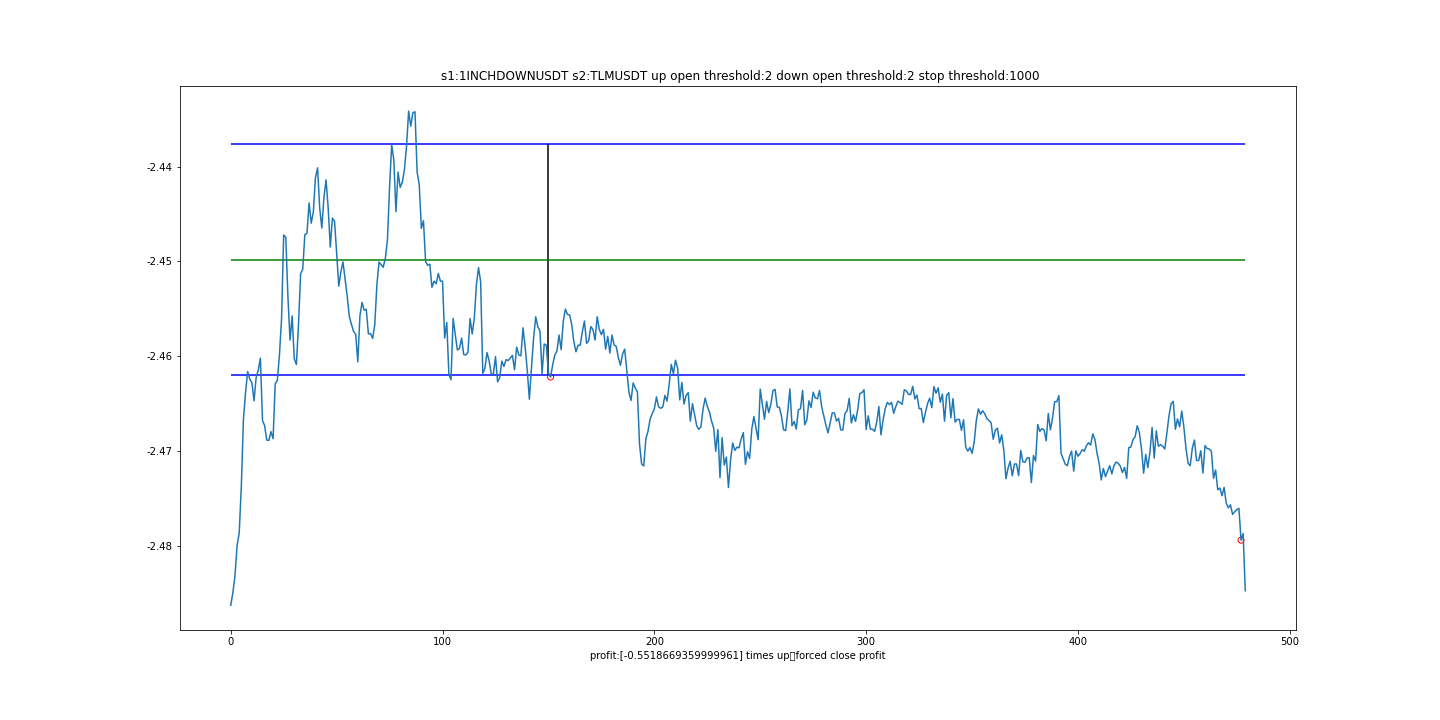 s1:1INCHDOWNUSDT s2:TLMUSDT up open threshold:2 down open threshold:2 stop threshold:1000
-2.44
-2.45
-2.46
-2.47
-2.48
0 100 200 300 400 500
profit:[-0.5518669359999961] times up▯forced close profit